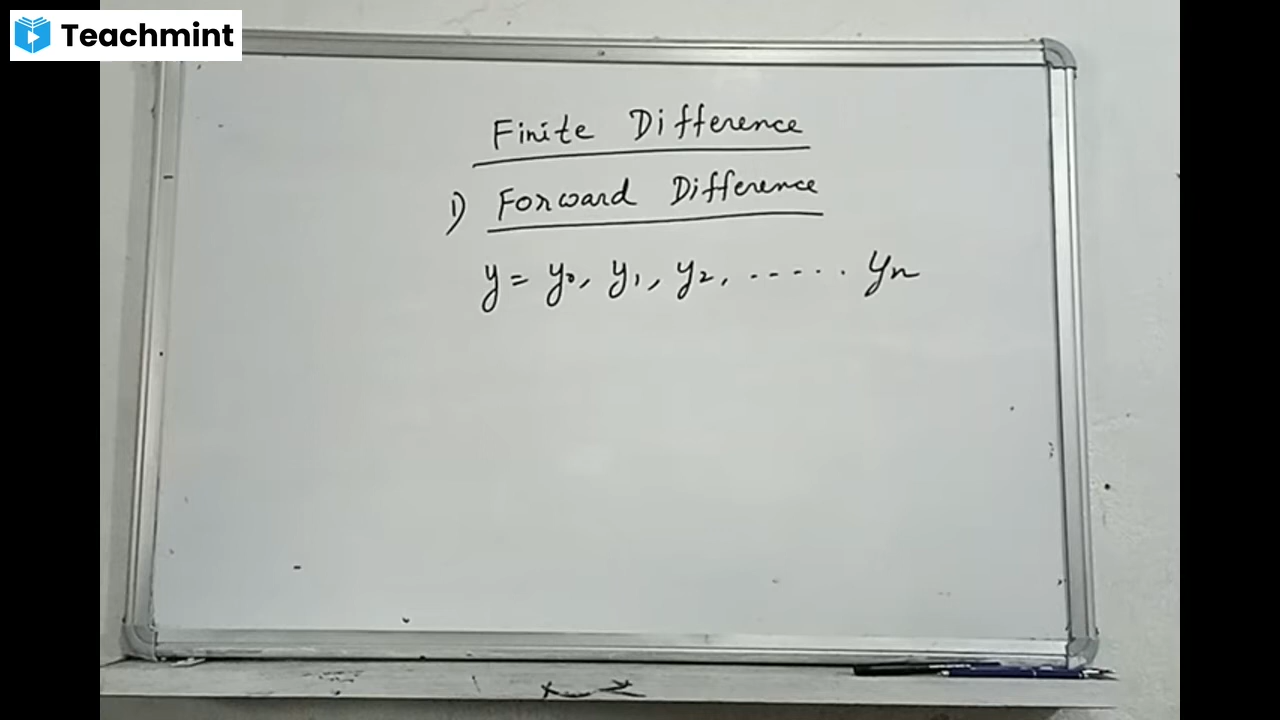 Teachmint
Finite Difference
1) Forward Difference
y = y₀, y₁, y₂, ..... yₙ